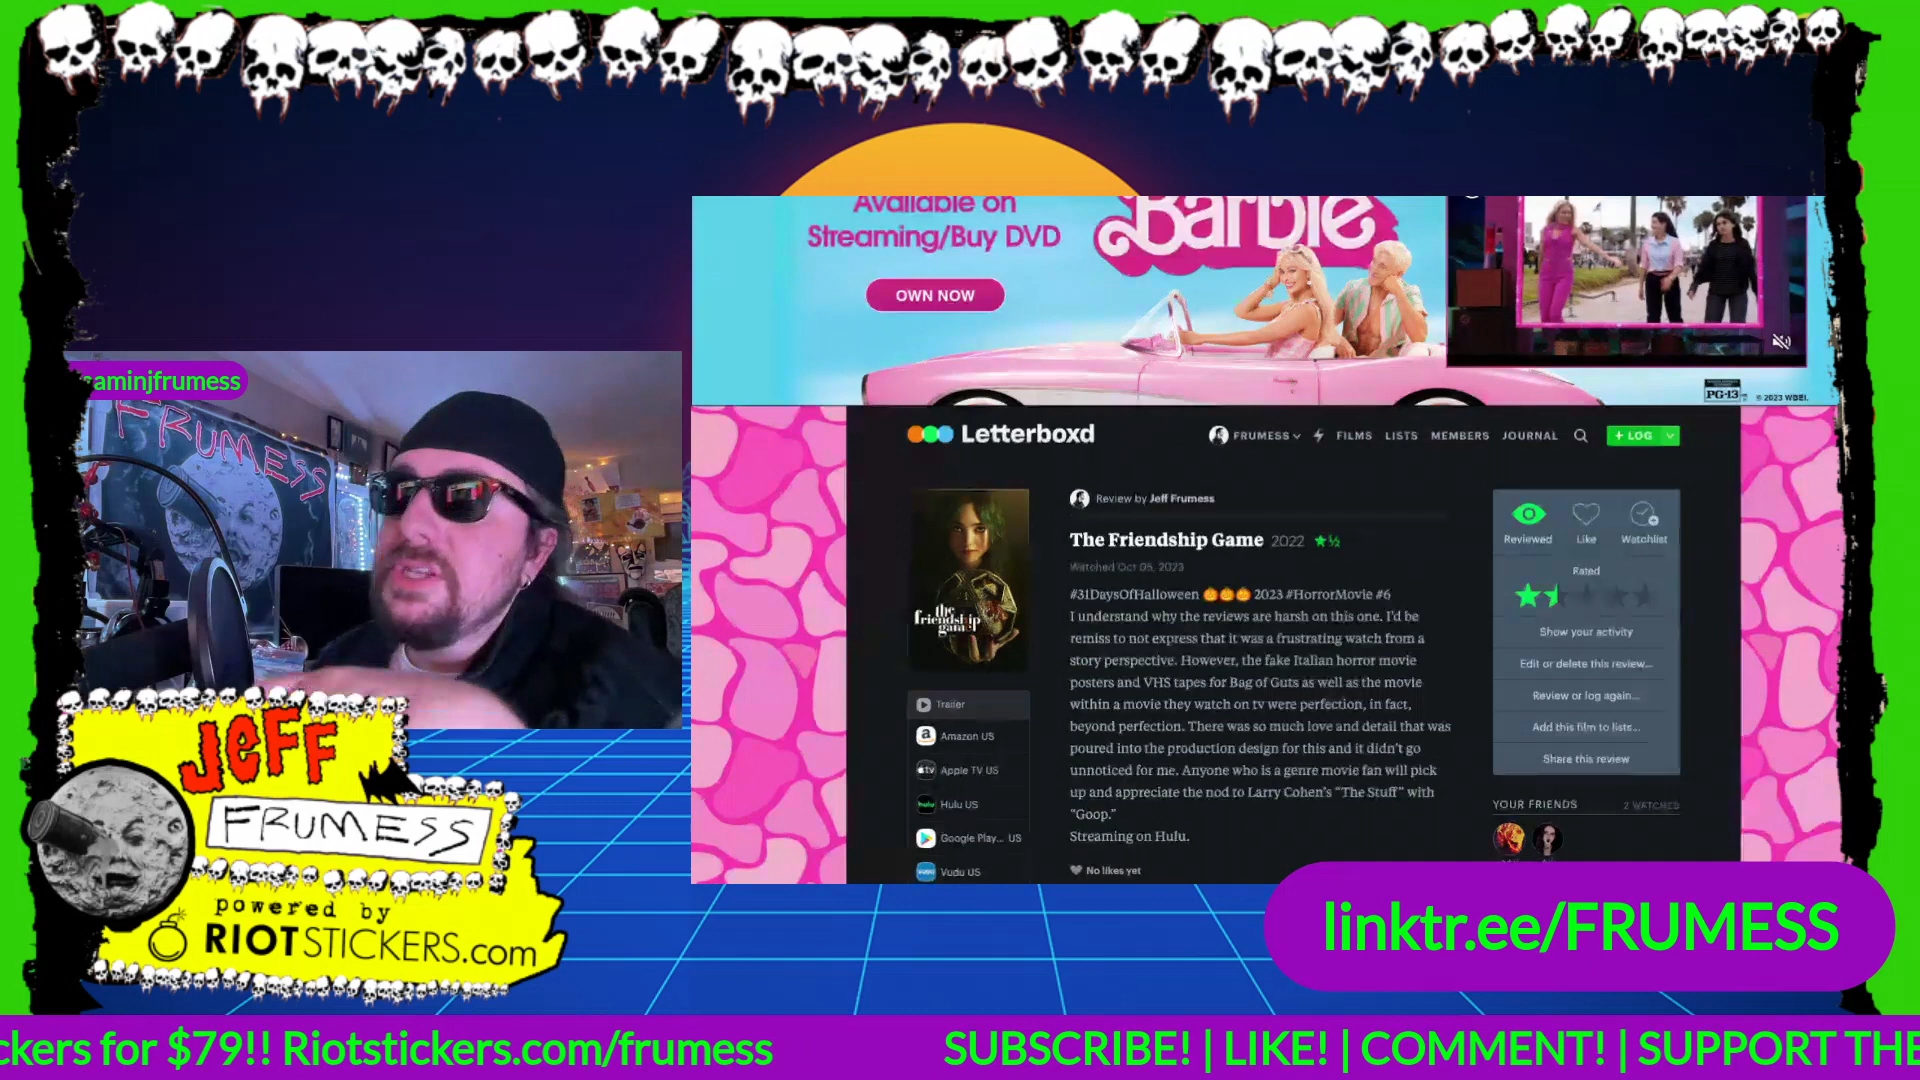 Available on
Streaming/Buy DVD
OWN NOW
Barbie
PG-13
© 2023 WBEI.
saminjfrumess
FRUMESS
Letterboxd
FRUMESS
FILMS
LISTS
MEMBERS
JOURNAL
+ LOG
Review by Jeff Frumess
The Friendship Game 2022 ★½
Watched Oct 05, 2023
#31DaysOfHalloween 🎃🎃🎃 2023 #HorrorMovie #6
I understand why the reviews are harsh on this one. I'd be
remiss to not express that it was a frustrating watch from a
story perspective. However, the fake Italian horror movie
posters and VHS tapes for Bag of Guts as well as the movie
within a movie they watch on tv were perfection, in fact,
beyond perfection. There was so much love and detail that was
poured into the production design for this and it didn't go
unnoticed for me. Anyone who is a genre movie fan will pick
up and appreciate the nod to Larry Cohen's "The Stuff" with
"Goop."
Streaming on Hulu.
No likes yet
the
friendship
game
Trailer
Amazon US
Apple TV US
Hulu US
Google Play... US
Vudu US
Reviewed
Like
Watchlist
Rated
Show your activity
Edit or delete this review...
Review or log again...
Add this film to lists...
Share this review
YOUR FRIENDS
2 WATCHED
JEFF
FRUMESS
powered by
RIOTSTICKERS.com
linktr.ee/FRUMESS
ckers for $79!! Riotstickers.com/frumess
SUBSCRIBE! | LIKE! | COMMENT! | SUPPORT THE